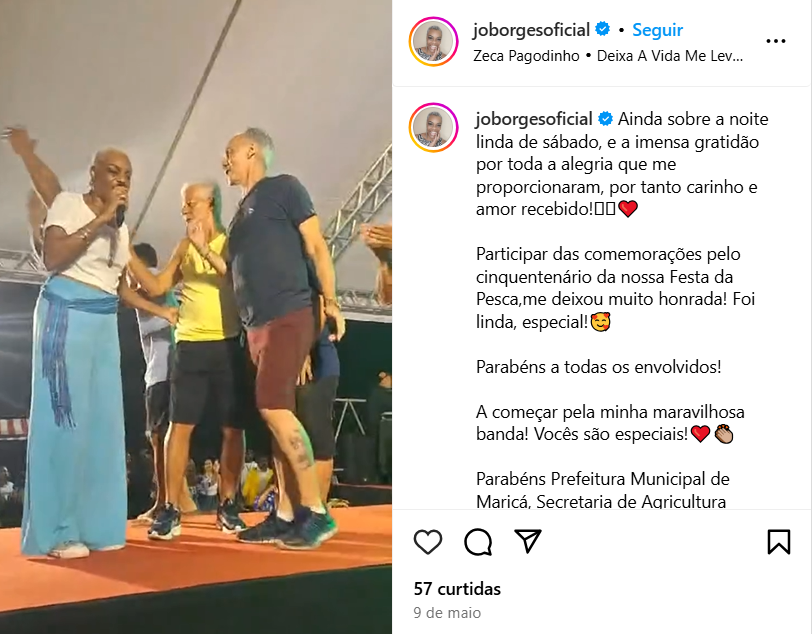 joborgesoficial • Seguir
Zeca Pagodinho • Deixa A Vida Me Lev...
joborgesoficial Ainda sobre a noite
linda de sábado, e a imensa gratidão
por toda a alegria que me
proporcionaram, por tanto carinho e
amor recebido!▯▯❤️
Participar das comemorações pelo
cinquentenário da nossa Festa da
Pesca,me deixou muito honrada! Foi
linda, especial!🥰
Parabéns a todas os envolvidos!
A começar pela minha maravilhosa
banda! Vocês são especiais!❤️👏🏽
Parabéns Prefeitura Municipal de
Maricá, Secretaria de Agricultura
57 curtidas
9 de maio